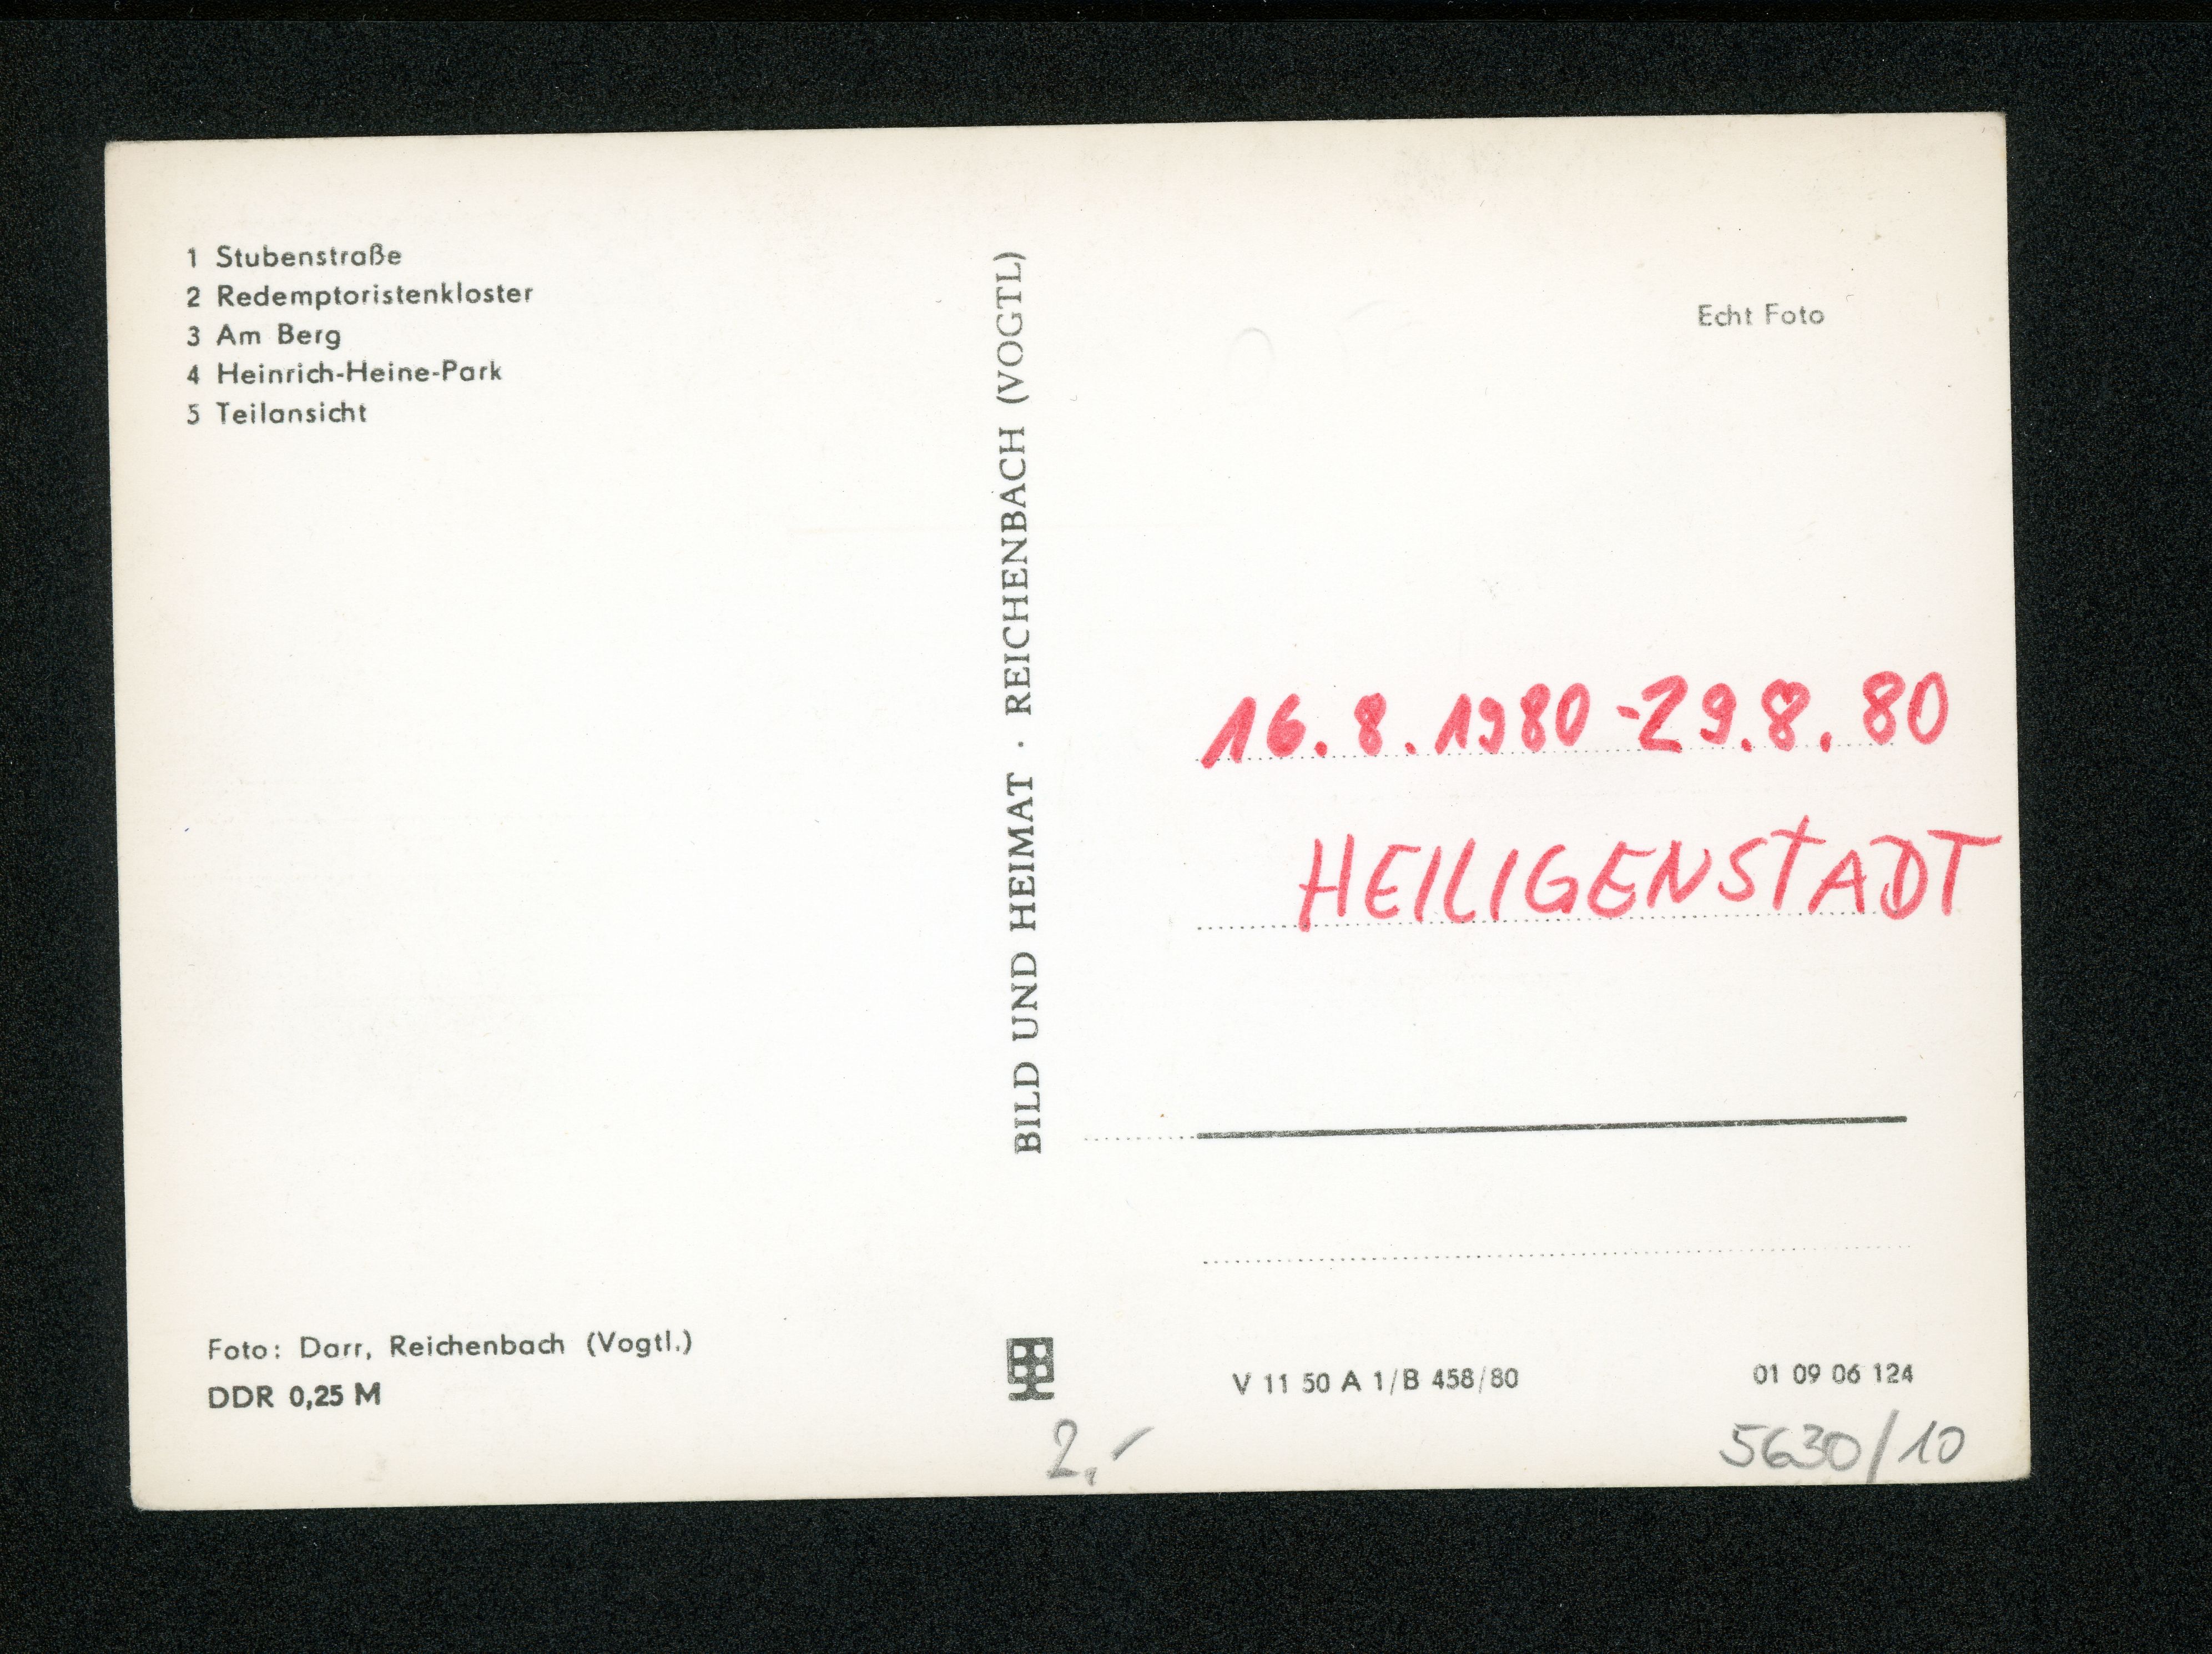 1 Stubenstraße
2 Redemptoristenkloster
3 Am Berg
4 Heinrich-Heine-Park
5 Teilansicht
Foto: Darr, Reichenbach (Vogtl.)
DDR 0,25 M
BILD UND HEIMAT · REICHENBACH (VOGTL)
Echt Foto
16.8.1980-29.8.80
HEILIGENSTADT
V 11 50 A 1/B 458/80
01 09 06 124
2,-
5630/10